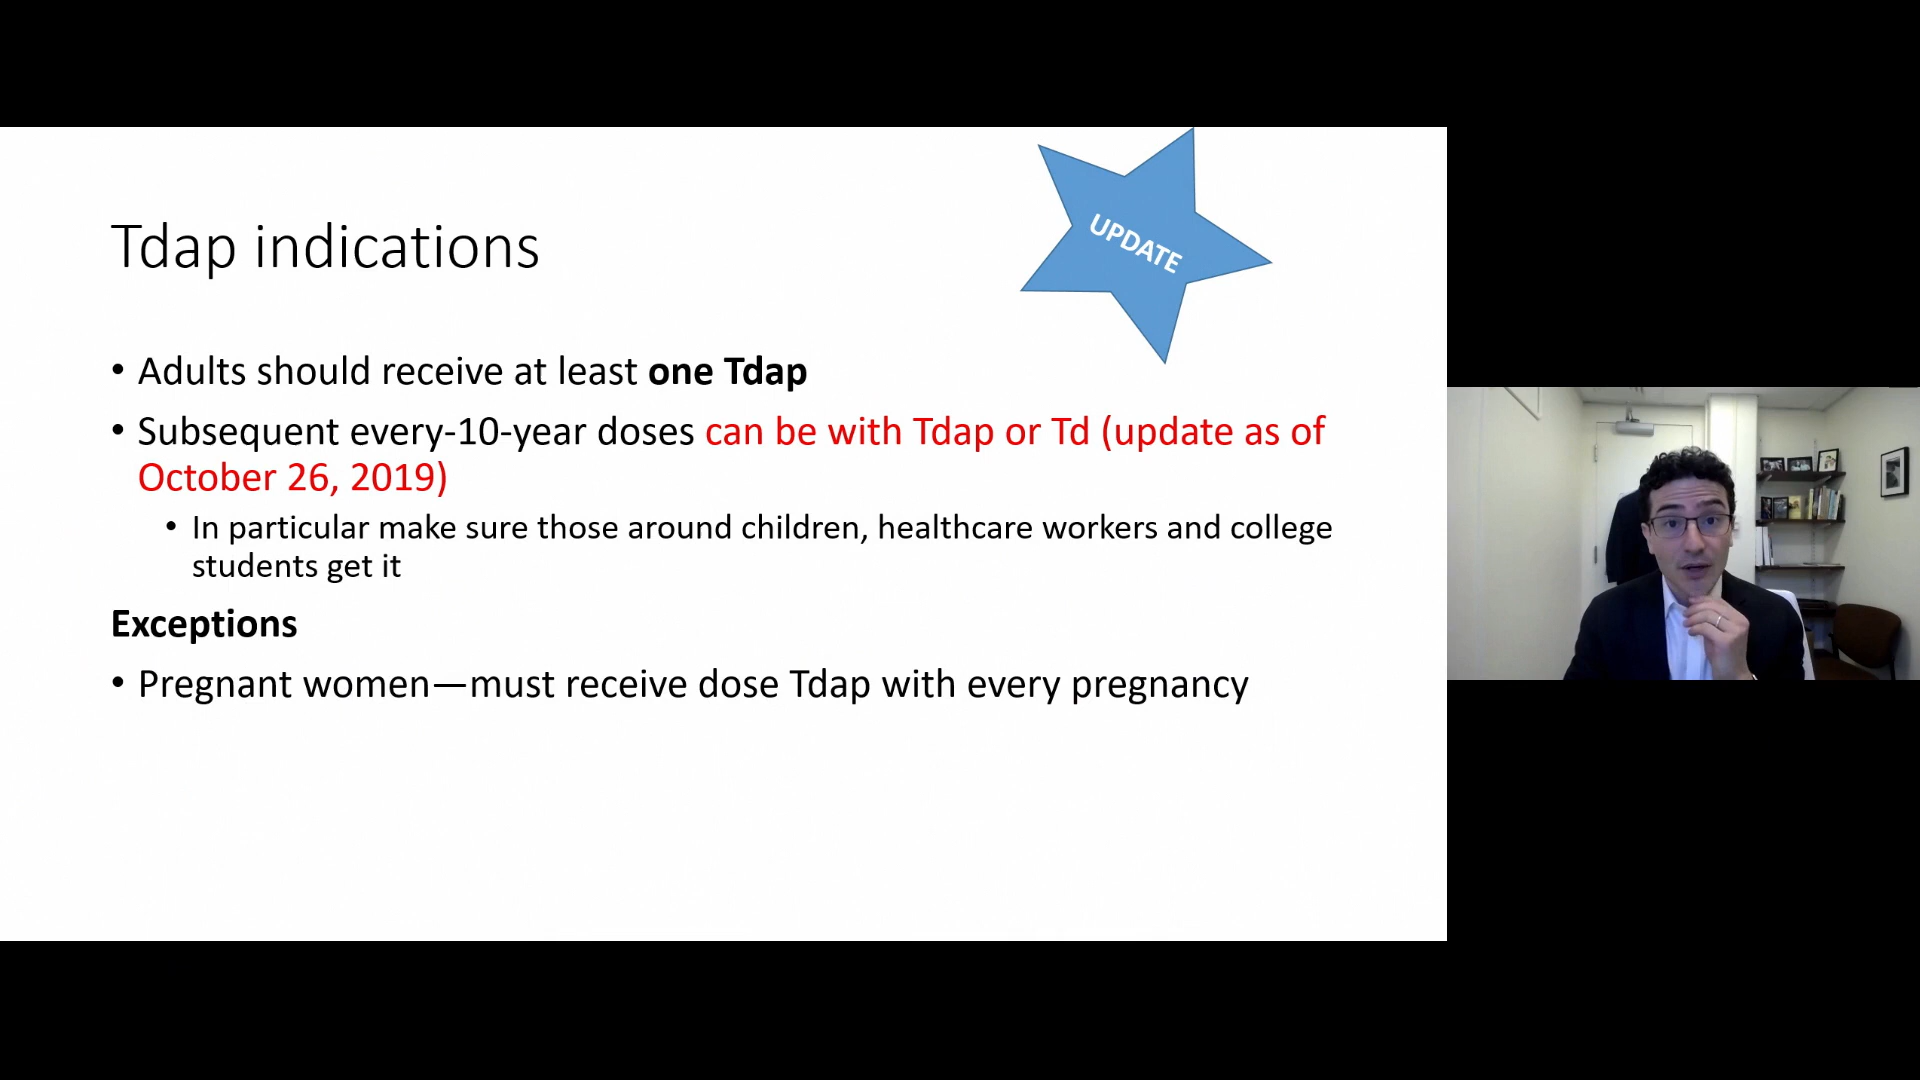 UPDATE
Tdap indications
• Adults should receive at least one Tdap
• Subsequent every-10-year doses can be with Tdap or Td (update as of
October 26, 2019)
• In particular make sure those around children, healthcare workers and college
students get it
Exceptions
• Pregnant women—must receive dose Tdap with every pregnancy